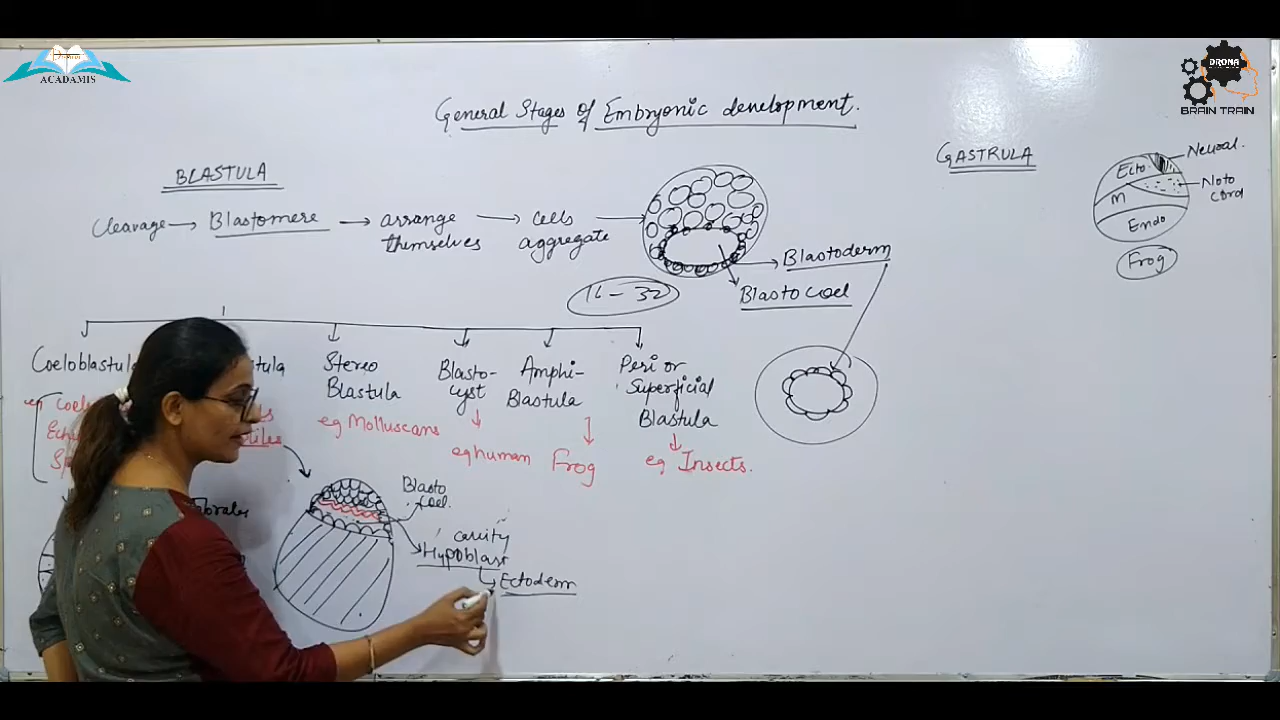 ACADAMIS
DRONA
BRAIN TRAIN
General Stages of Embryonic development.
BLASTULA
Cleavage → Blastomere → arrange themselves → cells aggregate
Blastoderm
Blasto coel
16 - 32
GASTRULA
Ecto
M
Endo
Neural.
Noto
cord
Frog
Stereo
Blastula
eg Molluscans
Blasto-
cyst
eg human
Amphi-
Blastula
Frog
Peri or
Superficial
Blastula
eg Insects.
Blasto
coel.
cavity
Hypoblast
Ectoderm